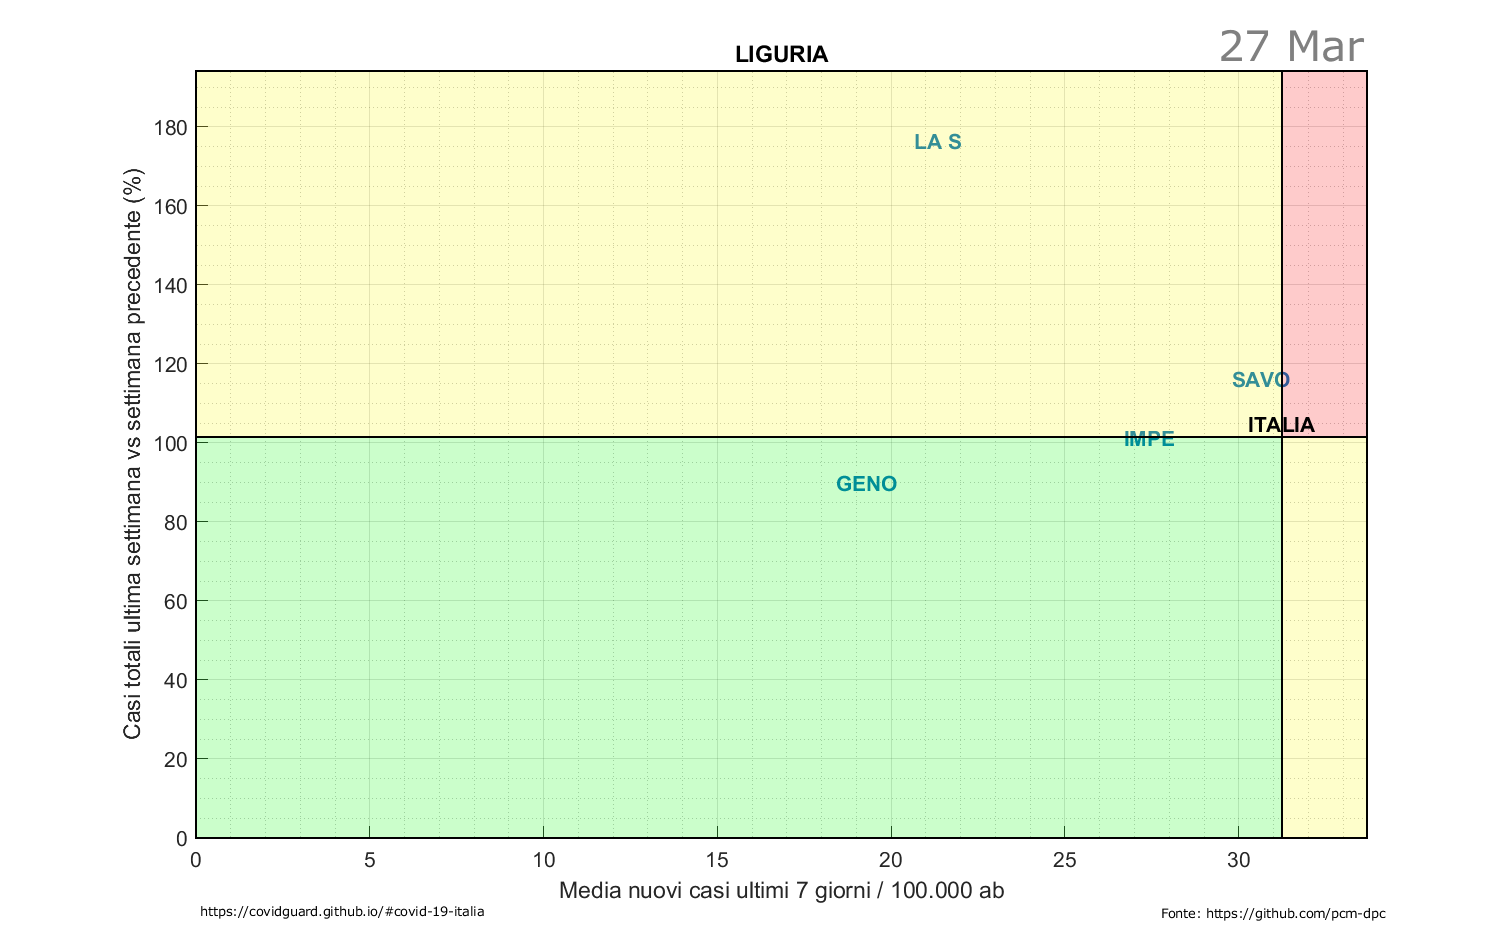 27 Mar
LIGURIA
Casi totali ultima settimana vs settimana precedente (%)
180
160
140
120
100
80
60
40
20
0
LA S
SAVO
ITALIA
IMPE
GENO
0 5 10 15 20 25 30
Media nuovi casi ultimi 7 giorni / 100.000 ab
https://covidguard.github.io/#covid-19-italia
Fonte: https://github.com/pcm-dpc